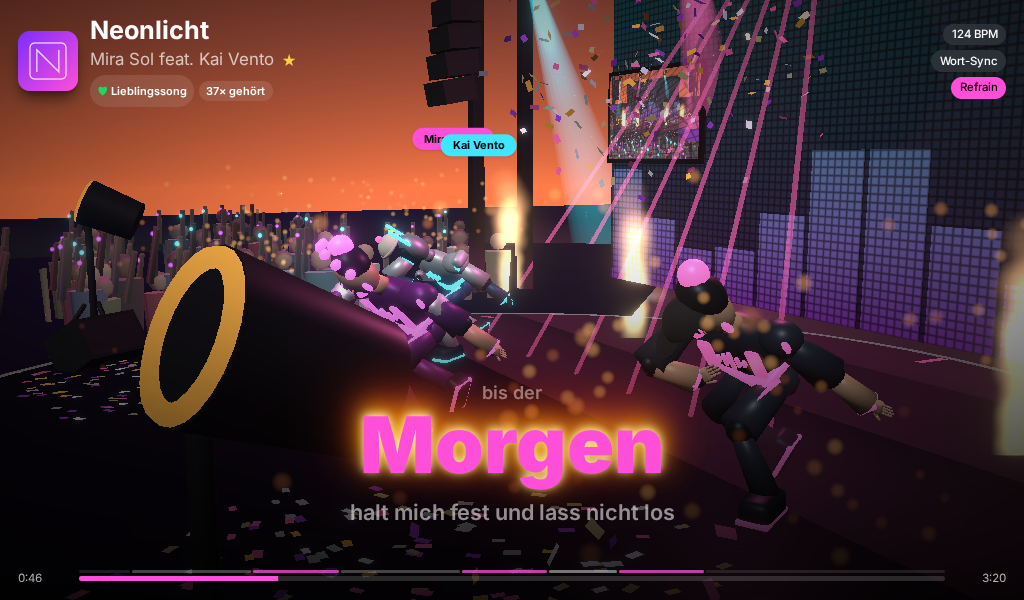 Neonlicht
Mira Sol feat. Kai Vento ★
Lieblingssong
37× gehört
124 BPM
Wort-Sync
Refrain
Kai Vento
bis der
Morgen
halt mich fest und lass nicht los
0:46
3:20